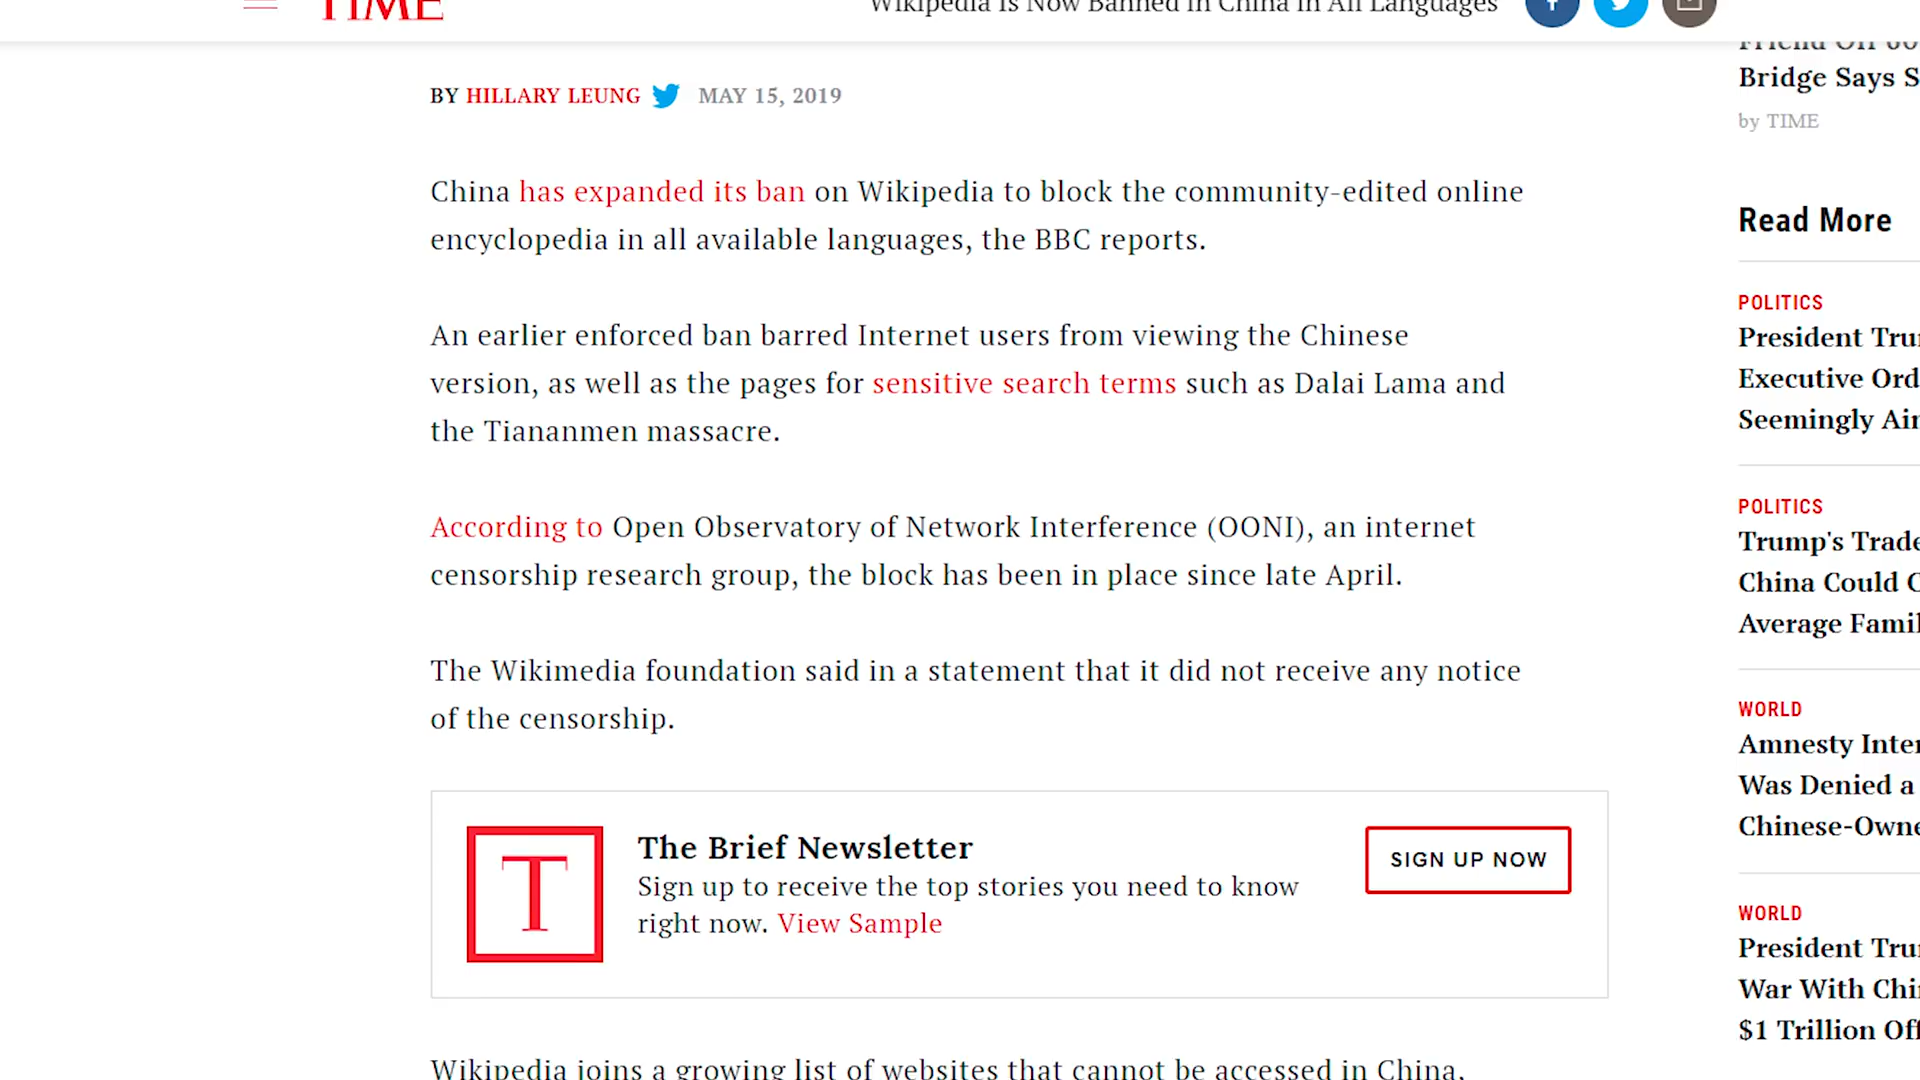 TIME
Wikipedia Is Now Banned in China in All Languages
BY HILLARY LEUNG MAY 15, 2019
China has expanded its ban on Wikipedia to block the community-edited online
encyclopedia in all available languages, the BBC reports.
An earlier enforced ban barred Internet users from viewing the Chinese
version, as well as the pages for sensitive search terms such as Dalai Lama and
the Tiananmen massacre.
According to Open Observatory of Network Interference (OONI), an internet
censorship research group, the block has been in place since late April.
The Wikimedia foundation said in a statement that it did not receive any notice
of the censorship.
T
The Brief Newsletter
Sign up to receive the top stories you need to know
right now. View Sample
SIGN UP NOW
Wikipedia joins a growing list of websites that cannot be accessed in China,
Friend Off 60
Bridge Says S
by TIME
Read More
POLITICS
President Tru
Executive Ord
Seemingly Ai
POLITICS
Trump's Trade
China Could C
Average Famil
WORLD
Amnesty Inte
Was Denied a
Chinese-Owne
WORLD
President Tru
War With Chi
$1 Trillion Off